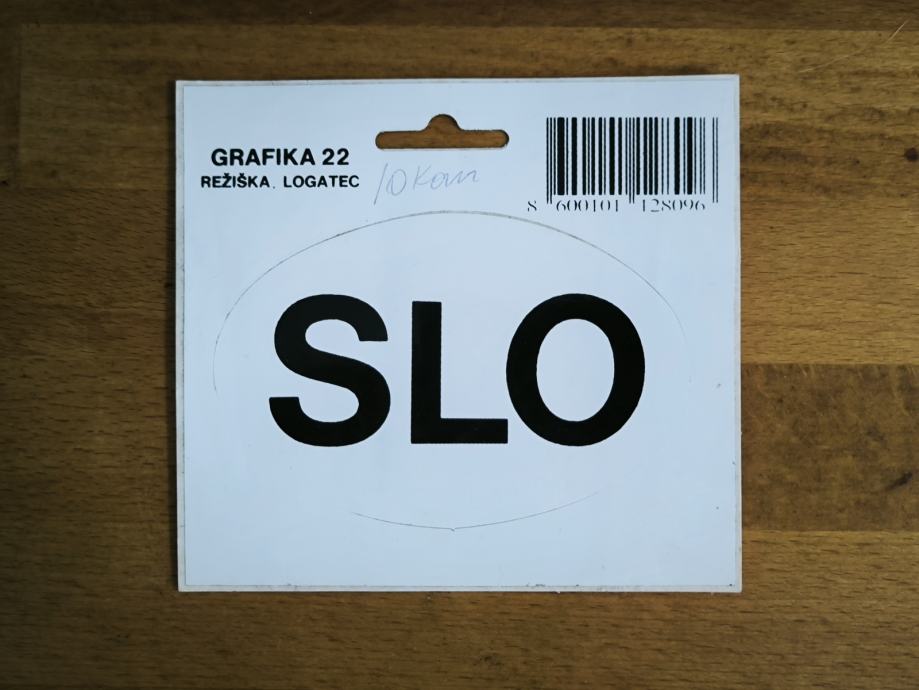 GRAFIKA 22
REŽIŠKA, LOGATEC
10 Kom
8 600101 128096
SLO